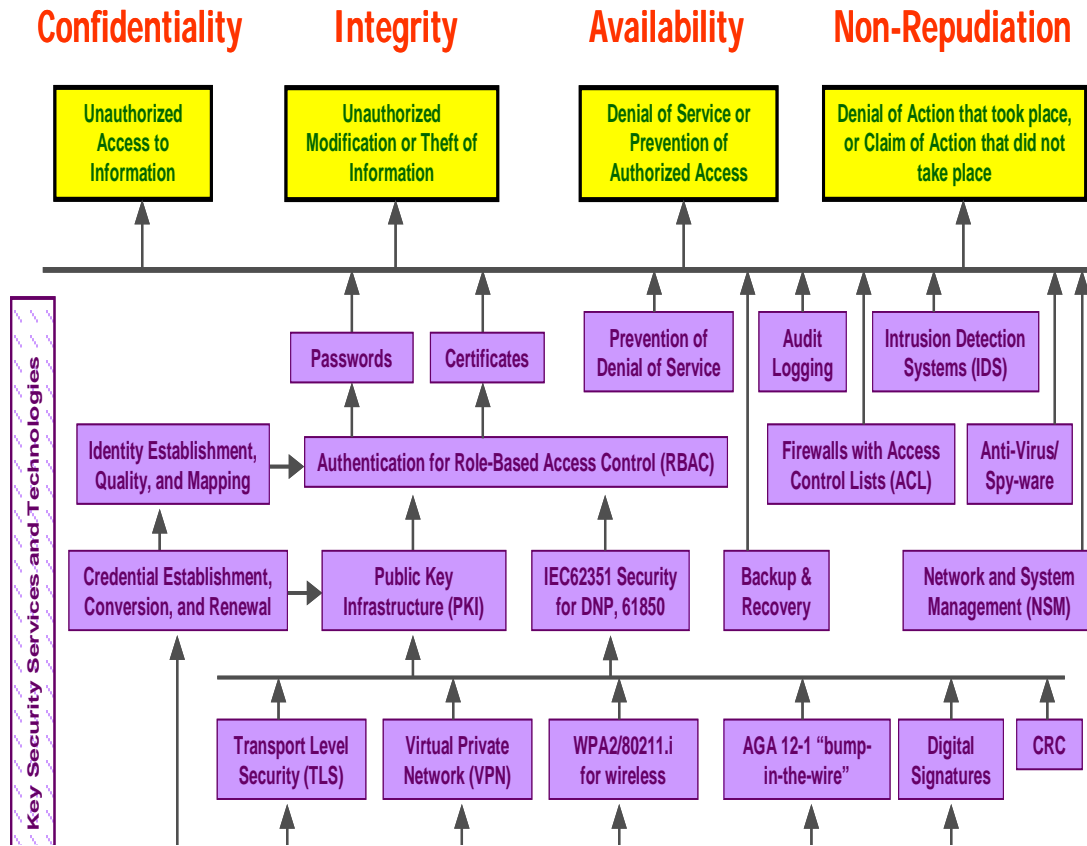 Confidentiality
Integrity
Availability
Non-Repudiation
Unauthorized
Access to
Information
Unauthorized
Modification or Theft of
Information
Denial of Service or
Prevention of
Authorized Access
Denial of Action that took place,
or Claim of Action that did not
take place
Key Security Services and Technologies
Passwords
Certificates
Prevention of
Denial of Service
Audit
Logging
Intrusion Detection
Systems (IDS)
Identity Establishment,
Quality, and Mapping
Authentication for Role-Based Access Control (RBAC)
Firewalls with Access
Control Lists (ACL)
Anti-Virus/
Spy-ware
Credential Establishment,
Conversion, and Renewal
Public Key
Infrastructure (PKI)
IEC62351 Security
for DNP, 61850
Backup &
Recovery
Network and System
Management (NSM)
Transport Level
Security (TLS)
Virtual Private
Network (VPN)
WPA2/80211.i
for wireless
AGA 12-1 “bump-
in-the-wire”
Digital
Signatures
CRC